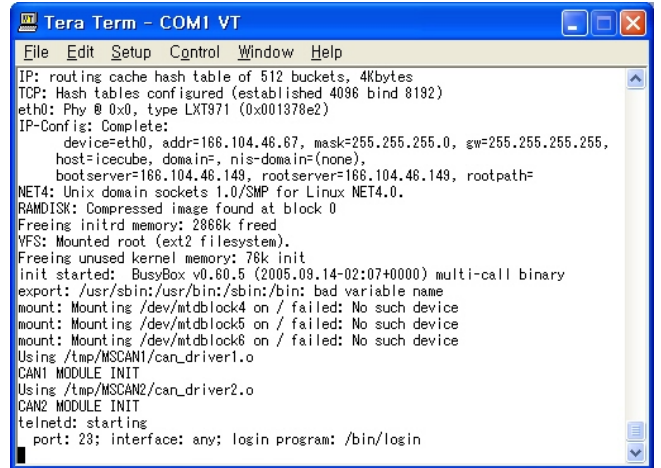 Tera Term - COM1 VT
File Edit Setup Control Window Help
IP: routing cache hash table of 512 buckets, 4Kbytes
TCP: Hash tables configured (established 4096 bind 8192)
eth0: Phy @ 0x0, type LXT971 (0x001378e2)
IP-Config: Complete:
device=eth0, addr=166.104.46.67, mask=255.255.255.0, gw=255.255.255.255,
host=icecube, domain=, nis-domain=(none),
bootserver=166.104.46.149, rootserver=166.104.46.149, rootpath=
NET4: Unix domain sockets 1.0/SMP for Linux NET4.0.
RAMDISK: Compressed image found at block 0
Freeing initrd memory: 2866k freed
VFS: Mounted root (ext2 filesystem).
Freeing unused kernel memory: 76k init
init started:  BusyBox v0.60.5 (2005.09.14-02:07+0000) multi-call binary
export: /usr/sbin:/usr/bin:/sbin:/bin: bad variable name
mount: Mounting /dev/mtdblock4 on / failed: No such device
mount: Mounting /dev/mtdblock5 on / failed: No such device
mount: Mounting /dev/mtdblock6 on / failed: No such device
Using /tmp/MSCAN1/can_driver1.o
CAN1 MODULE INIT
Using /tmp/MSCAN2/can_driver2.o
CAN2 MODULE INIT
telnetd: starting
port: 23; interface: any; login program: /bin/login